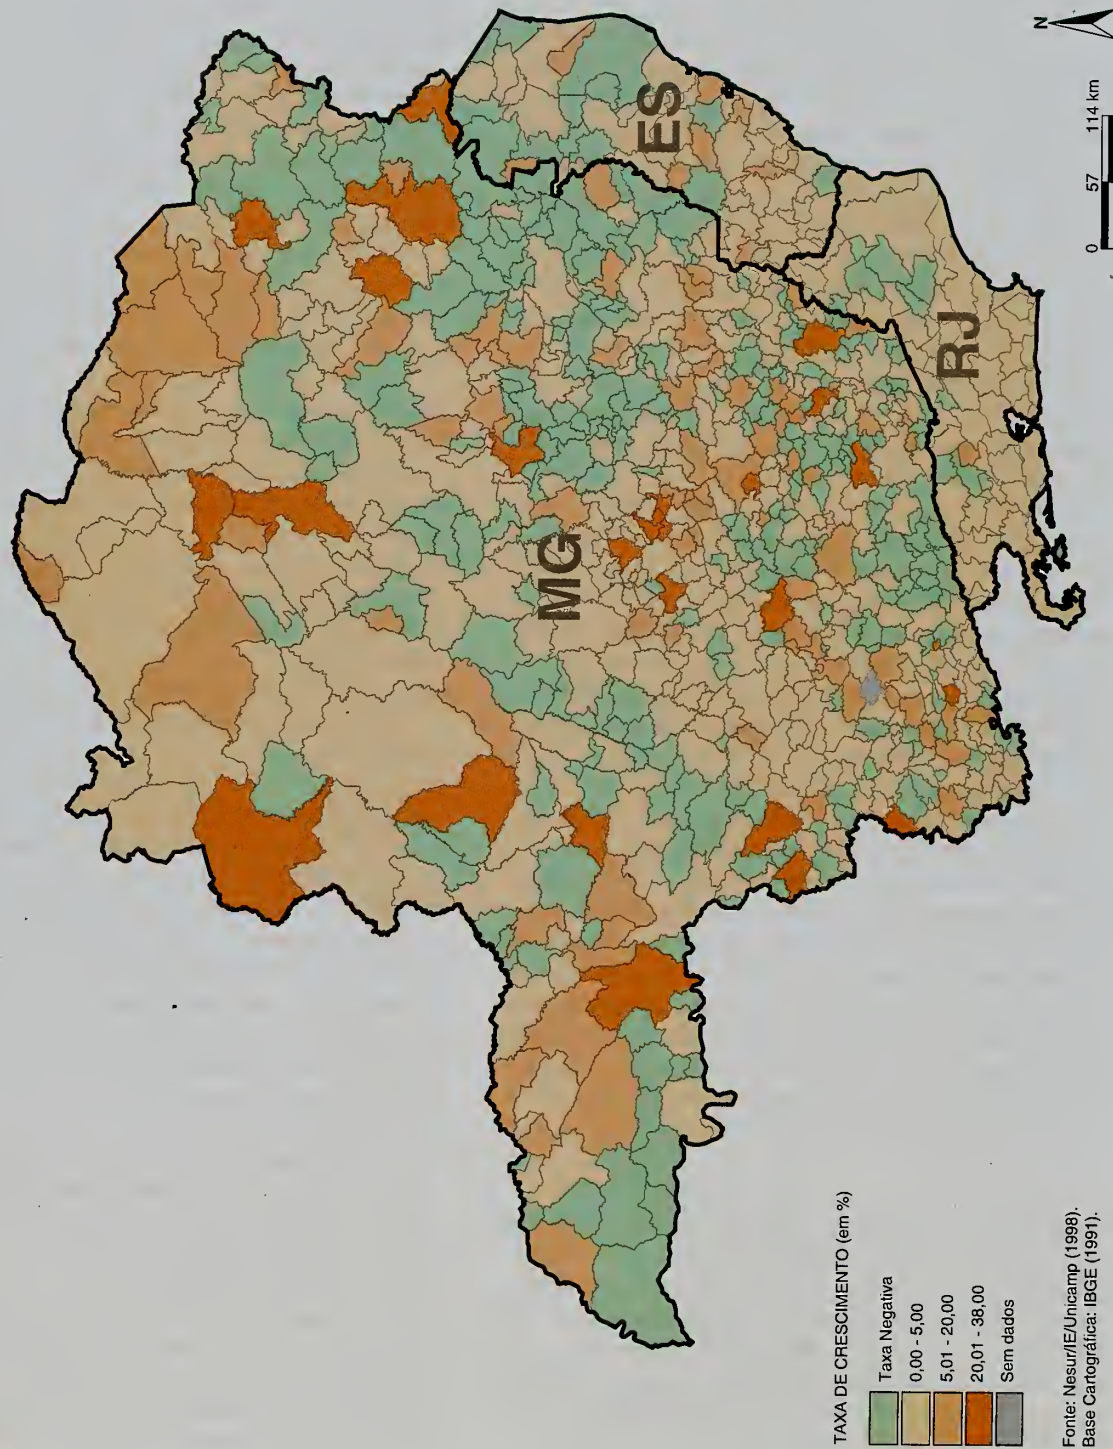 MG
ES
RJ
N
0 57 114 km
TAXA DE CRESCIMENTO (em %)
Taxa Negativa
0,00 - 5,00
5,01 - 20,00
20,01 - 38,00
Sem dados
Fonte: Nesur/IE/Unicamp (1998).
Base Cartográfica: IBGE (1991).